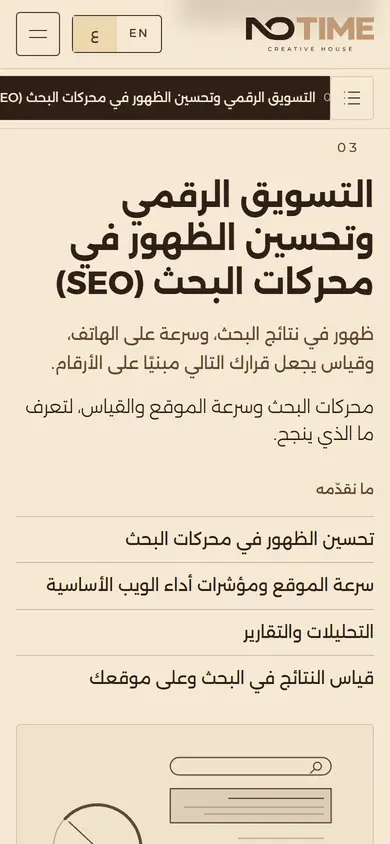 NOTIME
CREATIVE HOUSE
EN
ع
التسويق الرقمي وتحسين الظهور في محركات البحث (SEO
03
التسويق الرقمي
وتحسين الظهور في
محركات البحث (SEO)
ظهور في نتائج البحث، وسرعة على الهاتف،
وقياس يجعل قرارك التالي مبنيًا على الأرقام.
محركات البحث وسرعة الموقع والقياس، لتعرف
ما الذي ينجح.
ما نقدّمه
تحسين الظهور في محركات البحث
سرعة الموقع ومؤشرات أداء الويب الأساسية
التحليلات والتقارير
قياس النتائج في البحث وعلى موقعك